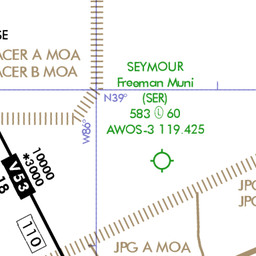 SE
ACER A MOA
ACER B MOA
SEYMOUR
Freeman Muni
N39°
(SER)
583 Ⓛ 60
AWOS-3 119.425
W86°
V53
10000
*3000
18
110
JPG
JPG
JPG A MOA